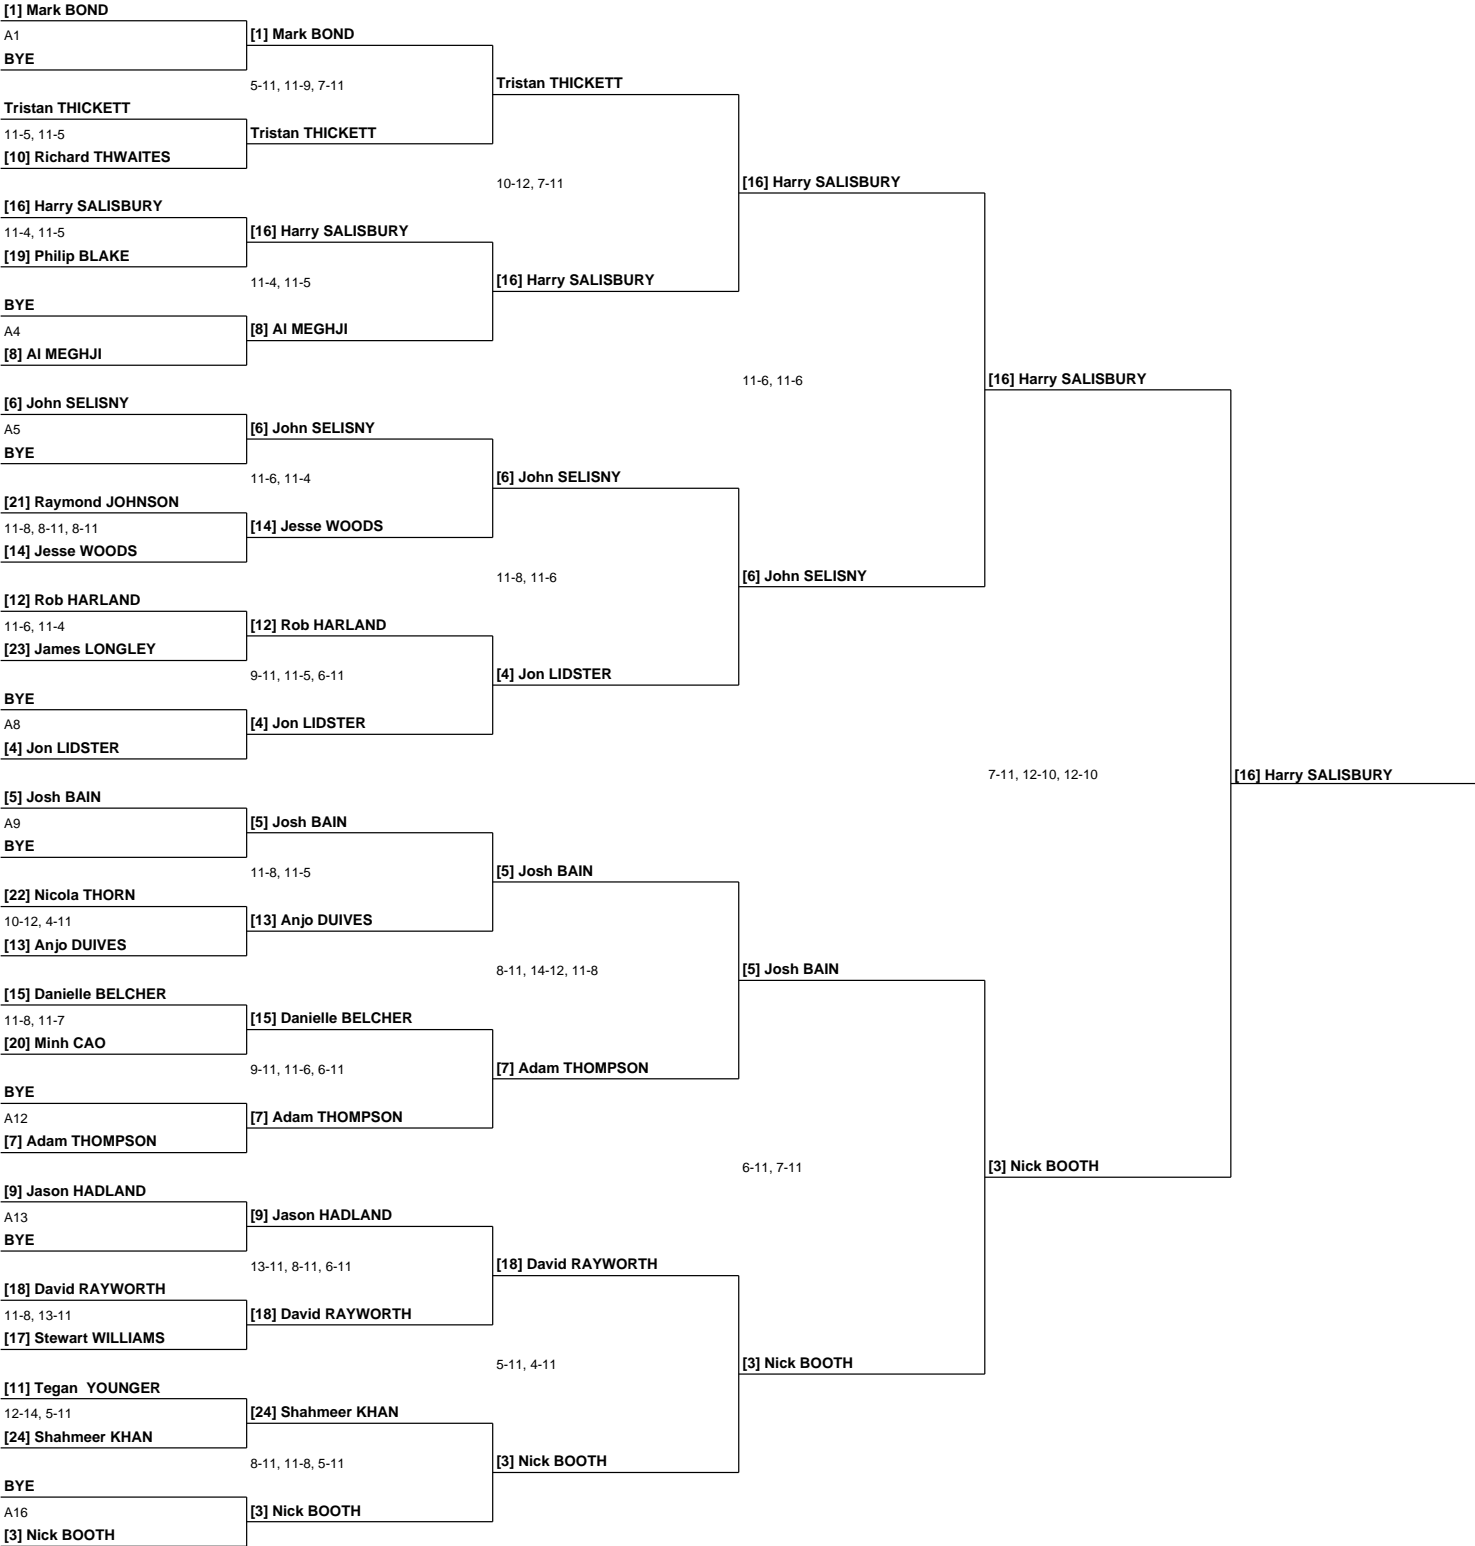 [1] Mark BOND
A1
BYE
Tristan THICKETT
11-5, 11-5
[10] Richard THWAITES
[16] Harry SALISBURY
11-4, 11-5
[19] Philip BLAKE
BYE
A4
[8] Al MEGHJI
[6] John SELISNY
A5
BYE
[21] Raymond JOHNSON
11-8, 8-11, 8-11
[14] Jesse WOODS
[12] Rob HARLAND
11-6, 11-4
[23] James LONGLEY
BYE
A8
[4] Jon LIDSTER
[5] Josh BAIN
A9
BYE
[22] Nicola THORN
10-12, 4-11
[13] Anjo DUIVES
[15] Danielle BELCHER
11-8, 11-7
[20] Minh CAO
BYE
A12
[7] Adam THOMPSON
[9] Jason HADLAND
A13
BYE
[18] David RAYWORTH
11-8, 13-11
[17] Stewart WILLIAMS
[11] Tegan  YOUNGER
12-14, 5-11
[24] Shahmeer KHAN
BYE
A16
[3] Nick BOOTH
[1] Mark BOND
5-11, 11-9, 7-11
Tristan THICKETT
[16] Harry SALISBURY
11-4, 11-5
[8] Al MEGHJI
[6] John SELISNY
11-6, 11-4
[14] Jesse WOODS
[12] Rob HARLAND
9-11, 11-5, 6-11
[4] Jon LIDSTER
[5] Josh BAIN
11-8, 11-5
[13] Anjo DUIVES
[15] Danielle BELCHER
9-11, 11-6, 6-11
[7] Adam THOMPSON
[9] Jason HADLAND
13-11, 8-11, 6-11
[18] David RAYWORTH
[24] Shahmeer KHAN
8-11, 11-8, 5-11
[3] Nick BOOTH
Tristan THICKETT
10-12, 7-11
[16] Harry SALISBURY
[6] John SELISNY
11-8, 11-6
[4] Jon LIDSTER
[5] Josh BAIN
8-11, 14-12, 11-8
[7] Adam THOMPSON
[18] David RAYWORTH
5-11, 4-11
[3] Nick BOOTH
[16] Harry SALISBURY
11-6, 11-6
[6] John SELISNY
[5] Josh BAIN
6-11, 7-11
[3] Nick BOOTH
[16] Harry SALISBURY
7-11, 12-10, 12-10
[3] Nick BOOTH
[16] Harry SALISBURY